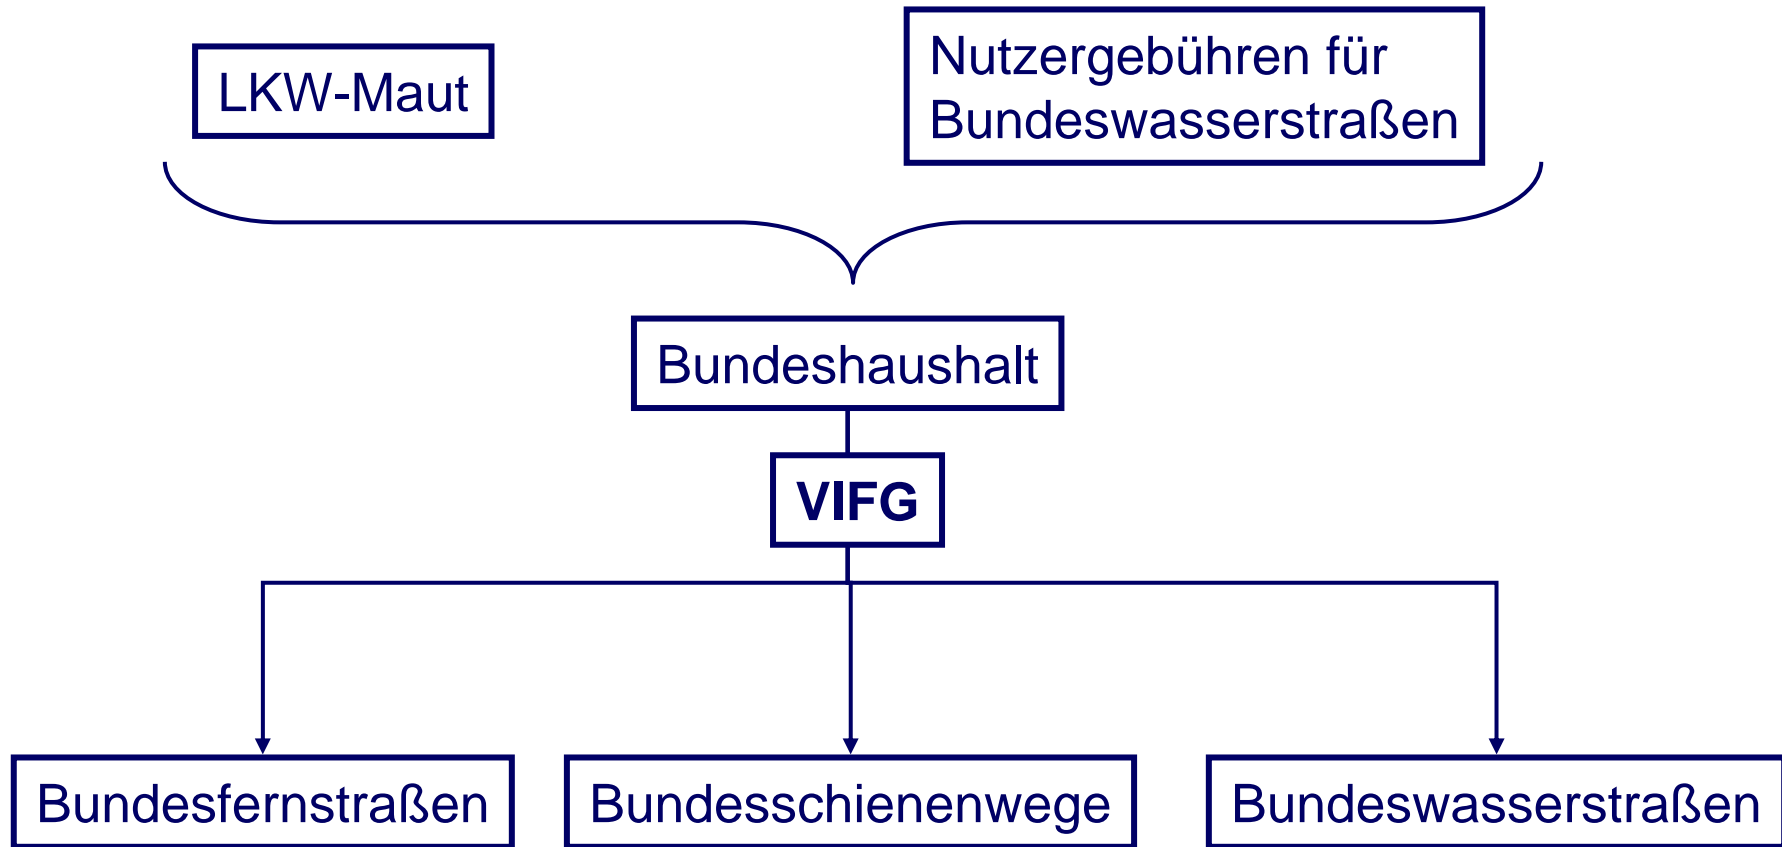 LKW-Maut
Nutzergebühren für
Bundeswasserstraßen
Bundeshaushalt
VIFG
Bundesfernstraßen
Bundesschienenwege
Bundeswasserstraßen